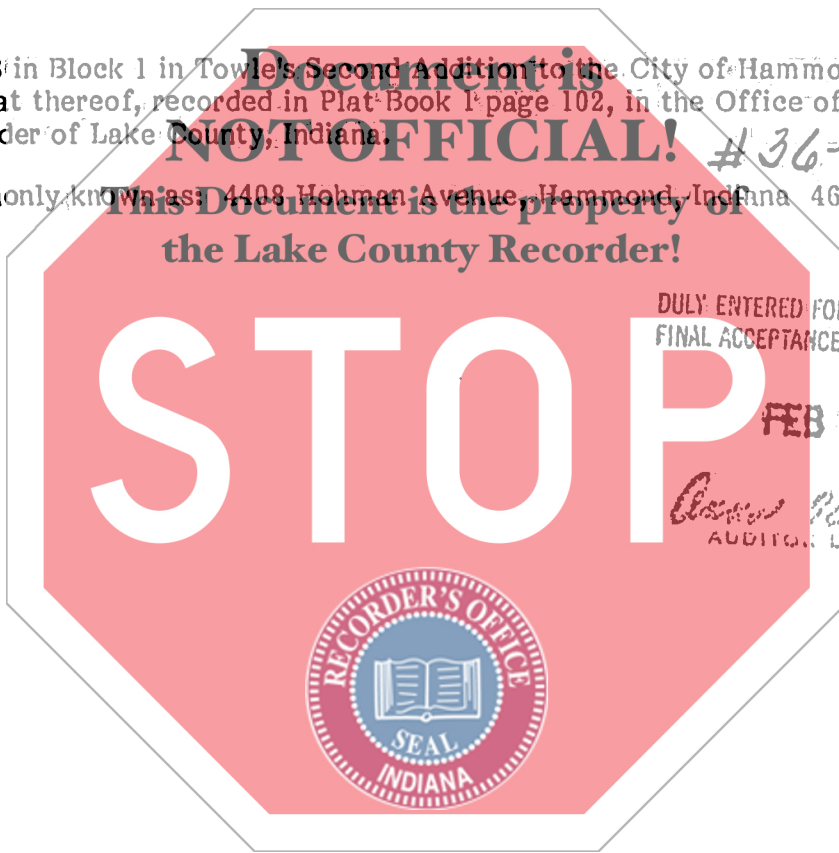 in Block 1 in Towle's Second Addition to the City of Hammo
at thereof, recorded in Plat Book 1 page 102, in the Office of
der of Lake County, Indiana.
#36-
only known as: 4408 Hohman Avenue, Hammond, Indiana 46
Document is
NOT OFFICIAL!
This Document is the property of
the Lake County Recorder!
DULY ENTERED FOR
FINAL ACCEPTANCE
FEB
STOP
AUDITOR L
RECORDER'S OFFICE
SEAL
INDIANA